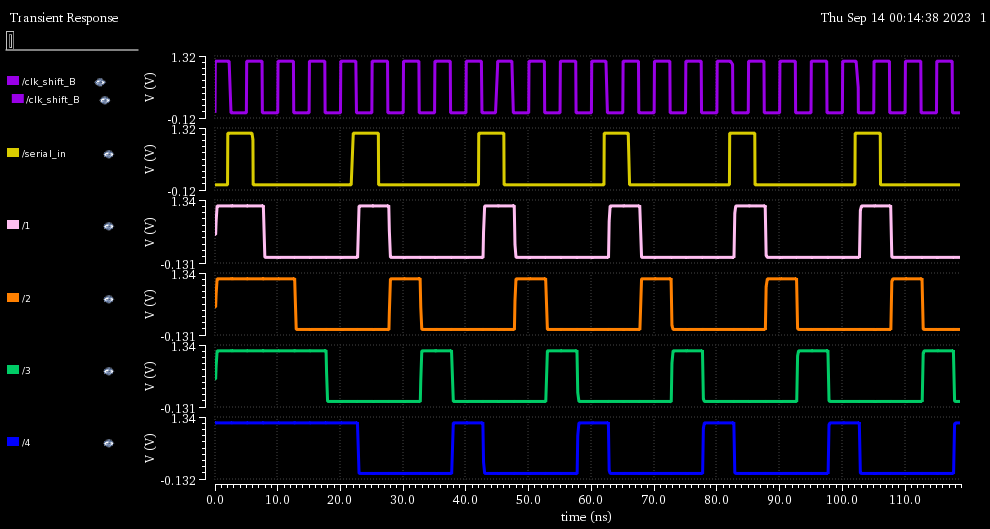 Transient Response
Thu Sep 14 00:14:38 2023 1
/clk_shift_B
/clk_shift_B
V (V)
1.32
-0.12
/serial_in
V (V)
1.32
-0.12
/1
V (V)
1.34
-0.131
/2
V (V)
1.34
-0.131
/3
V (V)
1.34
-0.131
/4
V (V)
1.34
-0.132
0.0 10.0 20.0 30.0 40.0 50.0 60.0 70.0 80.0 90.0 100.0 110.0
time (ns)